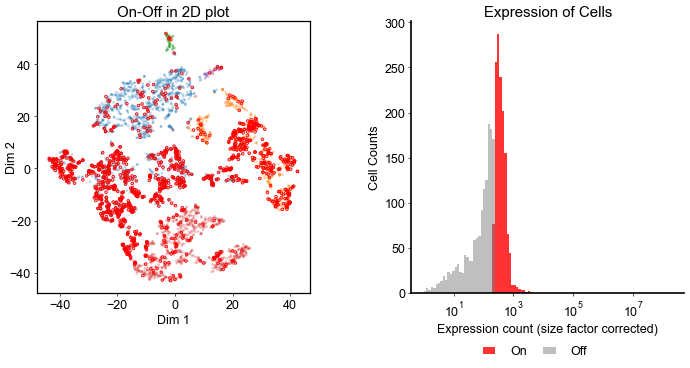 On-Off in 2D plot
40
20
0
−20
−40
−40 −20 0 20 40
Dim 2
Dim 1
Expression of Cells
300
250
200
150
100
50
0
10^1 10^3 10^5 10^7
Cell Counts
Expression count (size factor corrected)
On Off